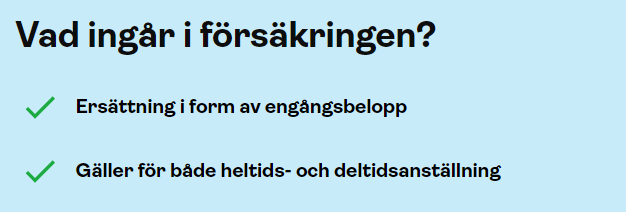 Vad ingår i försäkringen?
Ersättning i form av engångsbelopp
Gäller för både heltids- och deltidsanställning